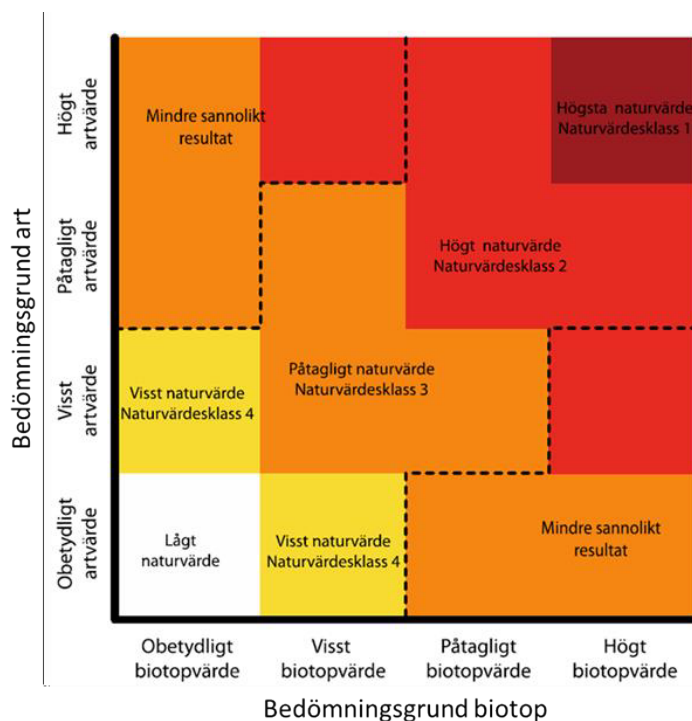 Bedömningsgrund art
Högt
artvärde
Påtagligt
artvärde
Visst
artvärde
Obetydligt
artvärde
Mindre sannolikt
resultat
Högsta naturvärde
Naturvärdesklass 1
Högt naturvärde
Naturvärdesklass 2
Påtagligt naturvärde
Naturvärdesklass 3
Visst naturvärde
Naturvärdesklass 4
Lågt
naturvärde
Visst naturvärde
Naturvärdesklass 4
Mindre sannolikt
resultat
Obetydligt
biotopvärde
Visst
biotopvärde
Påtagligt
biotopvärde
Högt
biotopvärde
Bedömningsgrund biotop